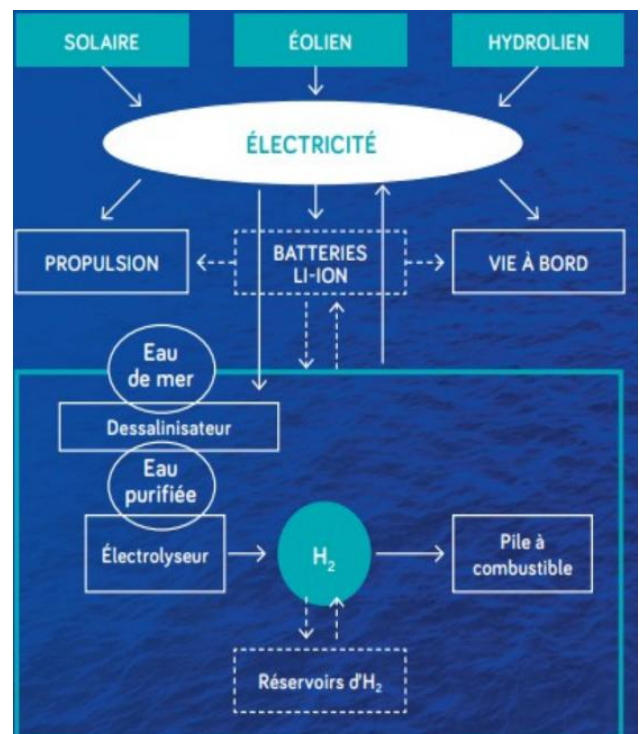 SOLAIRE
ÉOLIEN
HYDROLIEN
ÉLECTRICITÉ
PROPULSION
BATTERIES
LI-ION
VIE À BORD
Eau
de mer
Dessalinisateur
Eau
purifiée
Électrolyseur
H₂
Pile à
combustible
Réservoirs d'H₂